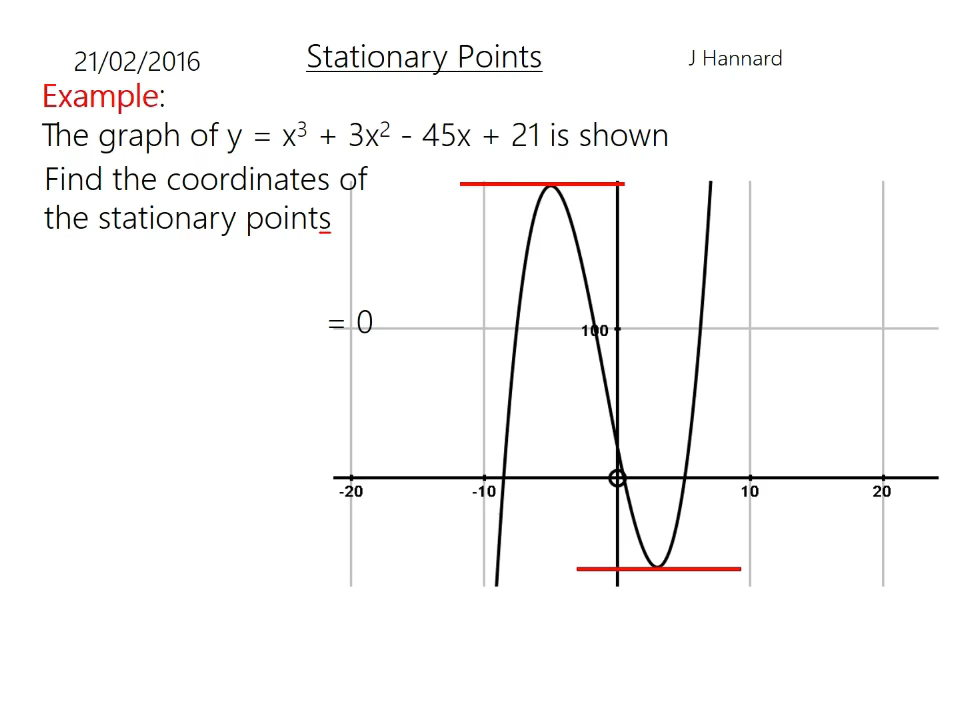 21/02/2016 Stationary Points J Hannard
Example:
The graph of y = x³ + 3x² - 45x + 21 is shown
Find the coordinates of
the stationary points
= 0
100
-20 -10 0 10 20